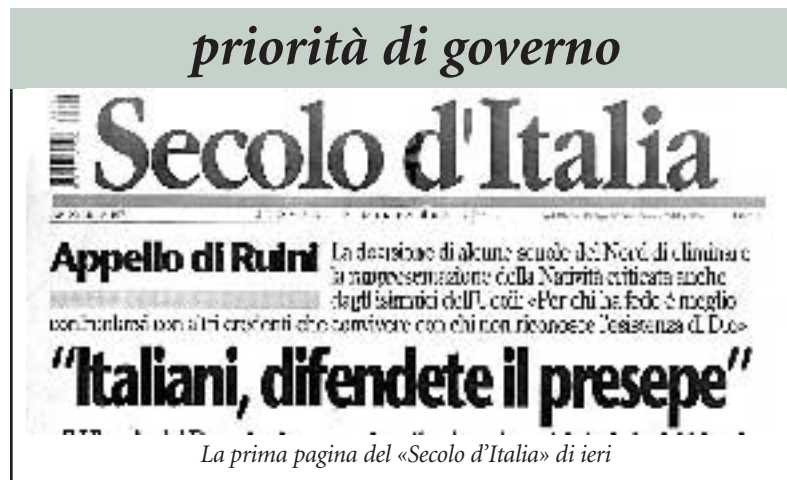 priorità di governo
Secolo d'Italia
Appello di Ruini
La decisione di alcune scuole del Nord di eliminare
la rappresentazione della Natività criticata anche
dagli islamici dell'Ucoii: «Per chi ha fede è meglio
confrontarsi con altri credenti che convivere con chi non riconosce l'esistenza di Dio»
"Italiani, difendete il presepe"
La prima pagina del «Secolo d'Italia» di ieri